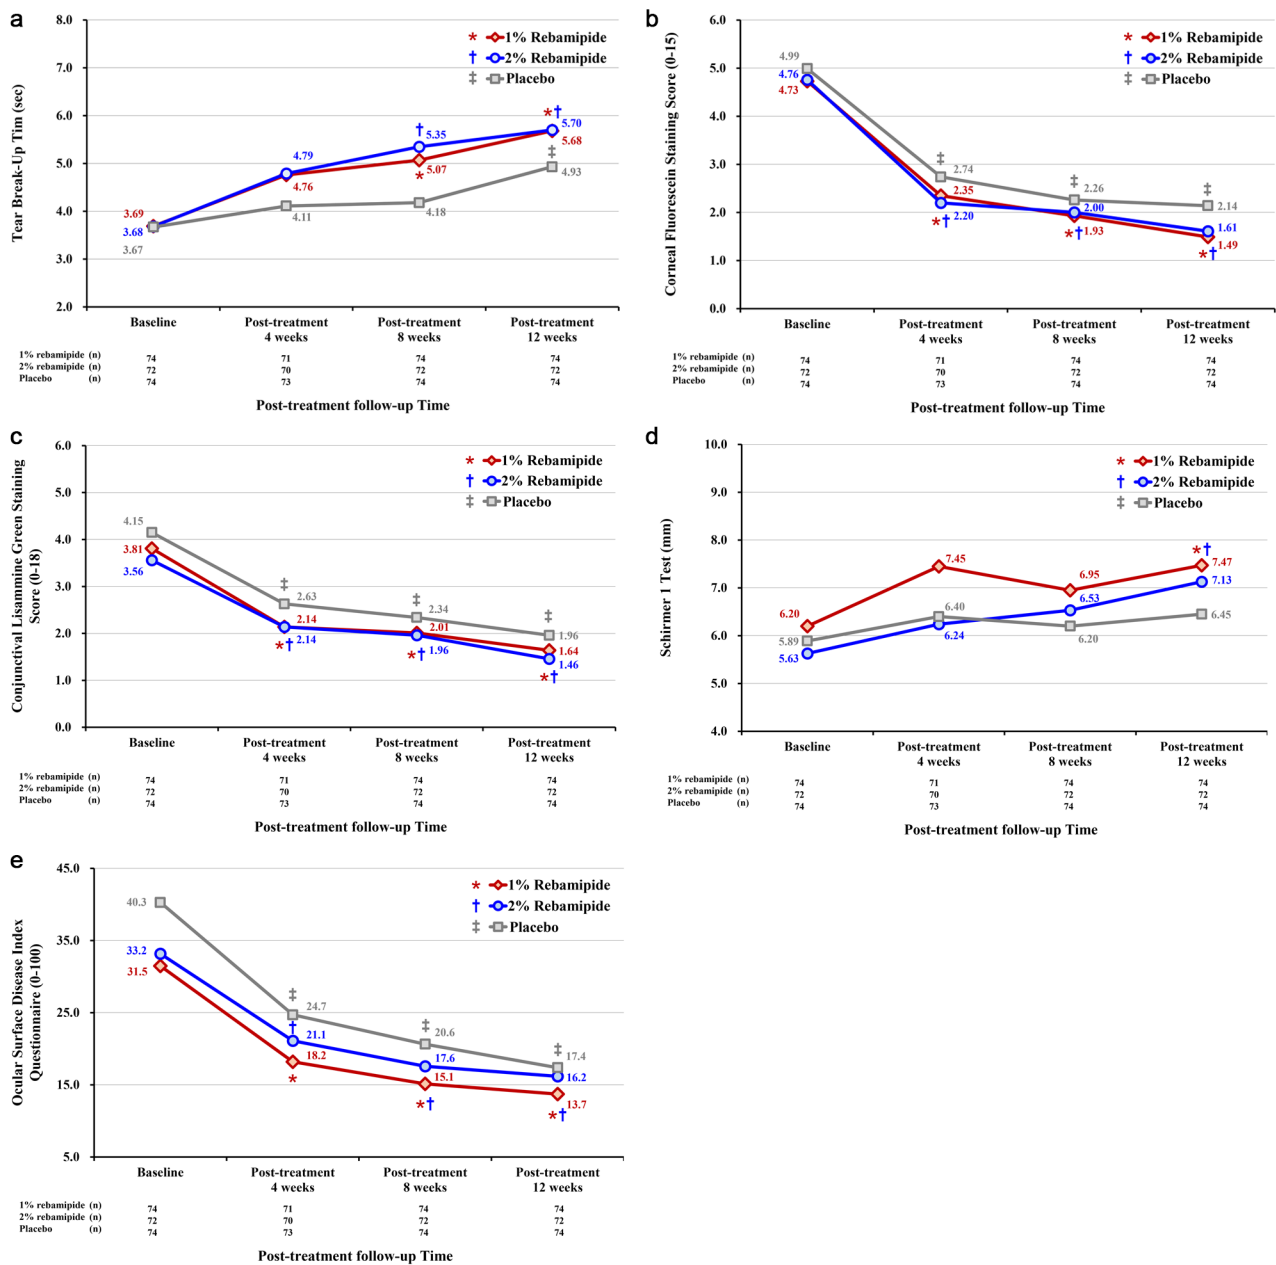 a
Tear Break-Up Tim (sec)
8.0
7.0
6.0
5.0
4.0
3.0
2.0
* 1% Rebamipide
† 2% Rebamipide
‡ Placebo
3.69
3.68
3.67
4.79
4.76
4.11
†
5.35
5.07
*
4.18
*†
5.70
5.68
‡
4.93
Baseline Post-treatment 4 weeks Post-treatment 8 weeks Post-treatment 12 weeks
1% rebamipide (n) 74 71 74 74
2% rebamipide (n) 72 70 72 72
Placebo (n) 74 73 74 74
Post-treatment follow-up Time
b
Corneal Fluorescein Staining Score (0-15)
6.0
5.0
4.0
3.0
2.0
1.0
0.0
* 1% Rebamipide
† 2% Rebamipide
‡ Placebo
4.99
4.76
4.73
‡
2.74
2.35
*† 2.20
‡
2.26
2.00
*† 1.93
‡
2.14
1.61
1.49
*†
Baseline Post-treatment 4 weeks Post-treatment 8 weeks Post-treatment 12 weeks
1% rebamipide (n) 74 71 74 74
2% rebamipide (n) 72 70 72 72
Placebo (n) 74 73 74 74
Post-treatment follow-up Time
c
Conjunctival Lisammine Green Staining
Score (0-18)
6.0
5.0
4.0
3.0
2.0
1.0
0.0
* 1% Rebamipide
† 2% Rebamipide
‡ Placebo
4.15
3.81
3.56
‡
2.63
2.14
*† 2.14
‡
2.34
2.01
*† 1.96
‡
1.96
1.64
1.46
*†
Baseline Post-treatment 4 weeks Post-treatment 8 weeks Post-treatment 12 weeks
1% rebamipide (n) 74 71 74 74
2% rebamipide (n) 72 70 72 72
Placebo (n) 74 73 74 74
Post-treatment follow-up Time
d
Schirmer 1 Test (mm)
10.0
9.0
8.0
7.0
6.0
5.0
4.0
* 1% Rebamipide
† 2% Rebamipide
‡ Placebo
6.20
5.89
5.63
7.45
6.40
6.24
6.95
6.53
6.20
*†
7.47
7.13
6.45
Baseline Post-treatment 4 weeks Post-treatment 8 weeks Post-treatment 12 weeks
1% rebamipide (n) 74 71 74 74
2% rebamipide (n) 72 70 72 72
Placebo (n) 74 73 74 74
Post-treatment follow-up Time
e
Ocular Surface Disease Index
Questionnaire (0-100)
45.0
35.0
25.0
15.0
5.0
* 1% Rebamipide
† 2% Rebamipide
‡ Placebo
40.3
33.2
31.5
‡
24.7
†
21.1
18.2
*
‡
20.6
17.6
15.1
*†
‡
17.4
16.2
13.7
*†
Baseline Post-treatment 4 weeks Post-treatment 8 weeks Post-treatment 12 weeks
1% rebamipide (n) 74 71 74 74
2% rebamipide (n) 72 70 72 72
Placebo (n) 74 73 74 74
Post-treatment follow-up Time